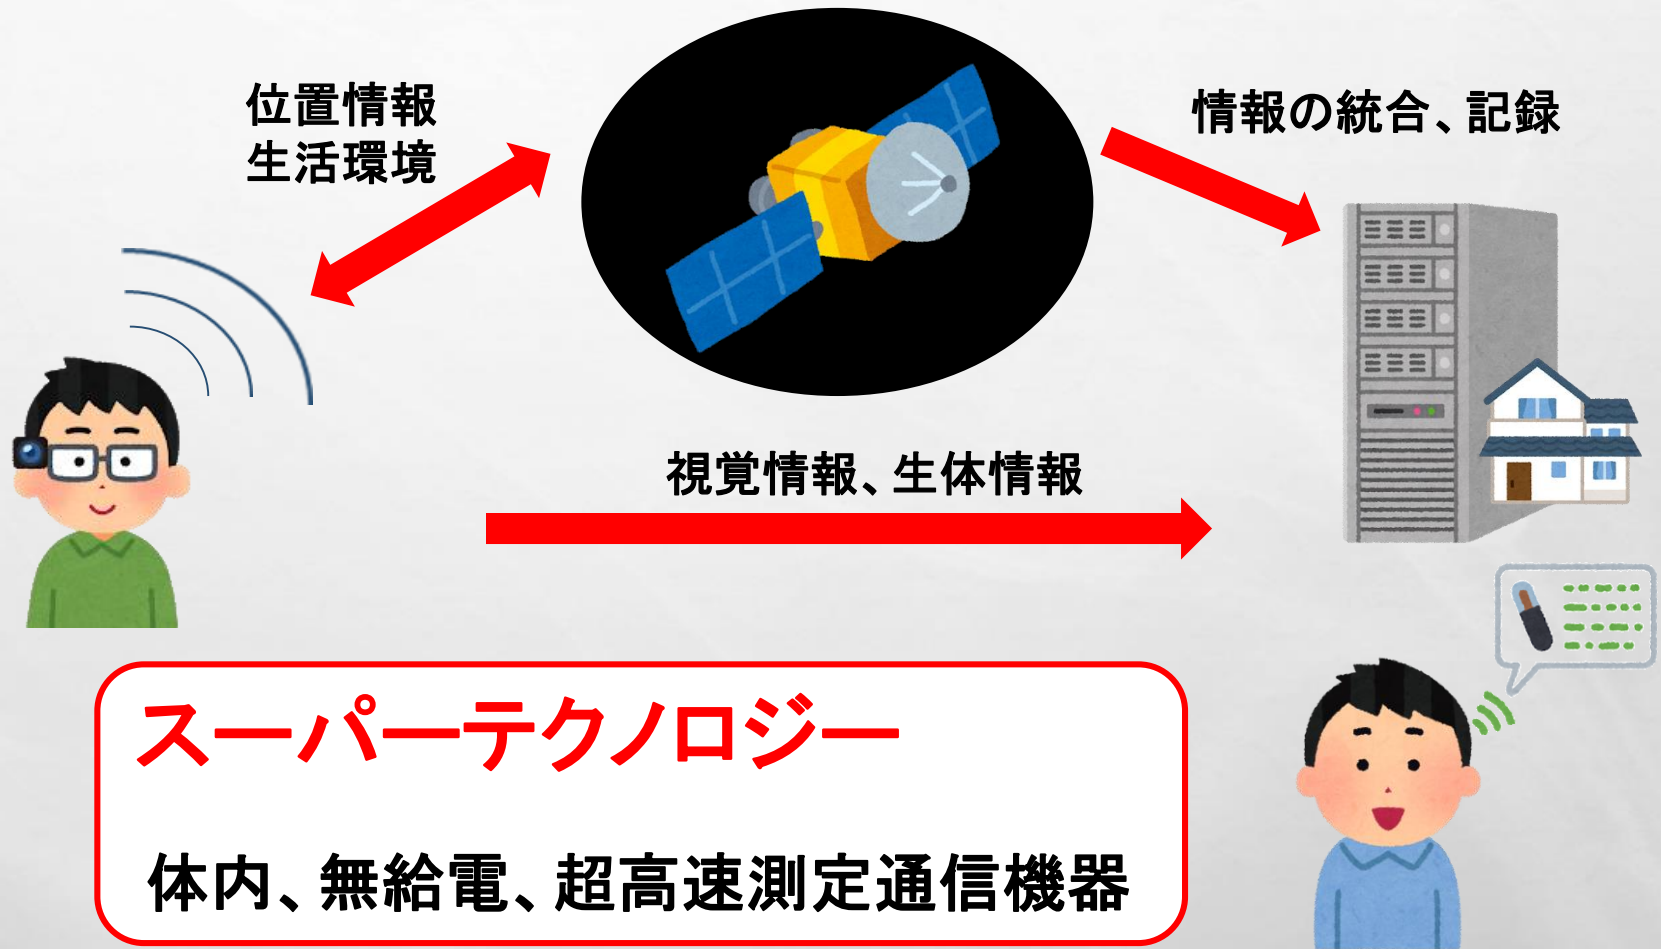 位置情報
生活環境
情報の統合、記録
視覚情報、生体情報
スーパーテクノロジー
体内、無給電、超高速測定通信機器